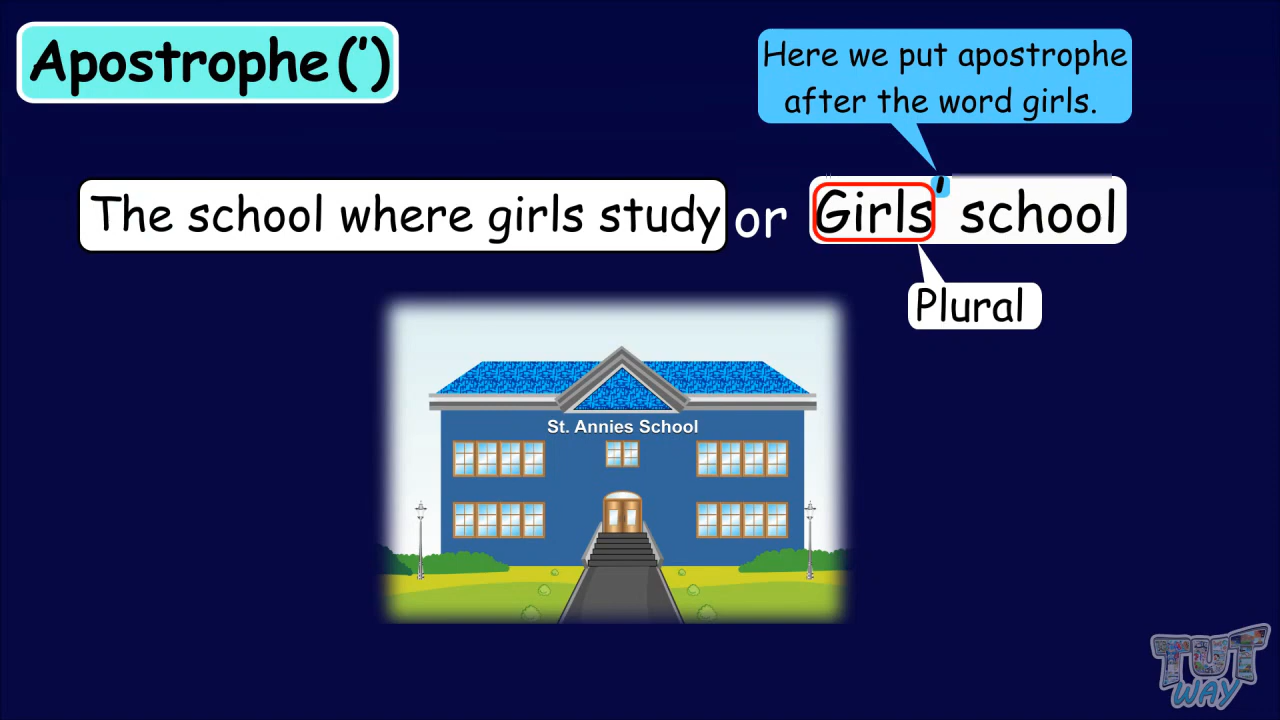 Apostrophe (')
Here we put apostrophe
after the word girls.
The school where girls study or Girls' school
Plural
St. Annies School
TUT
WAY